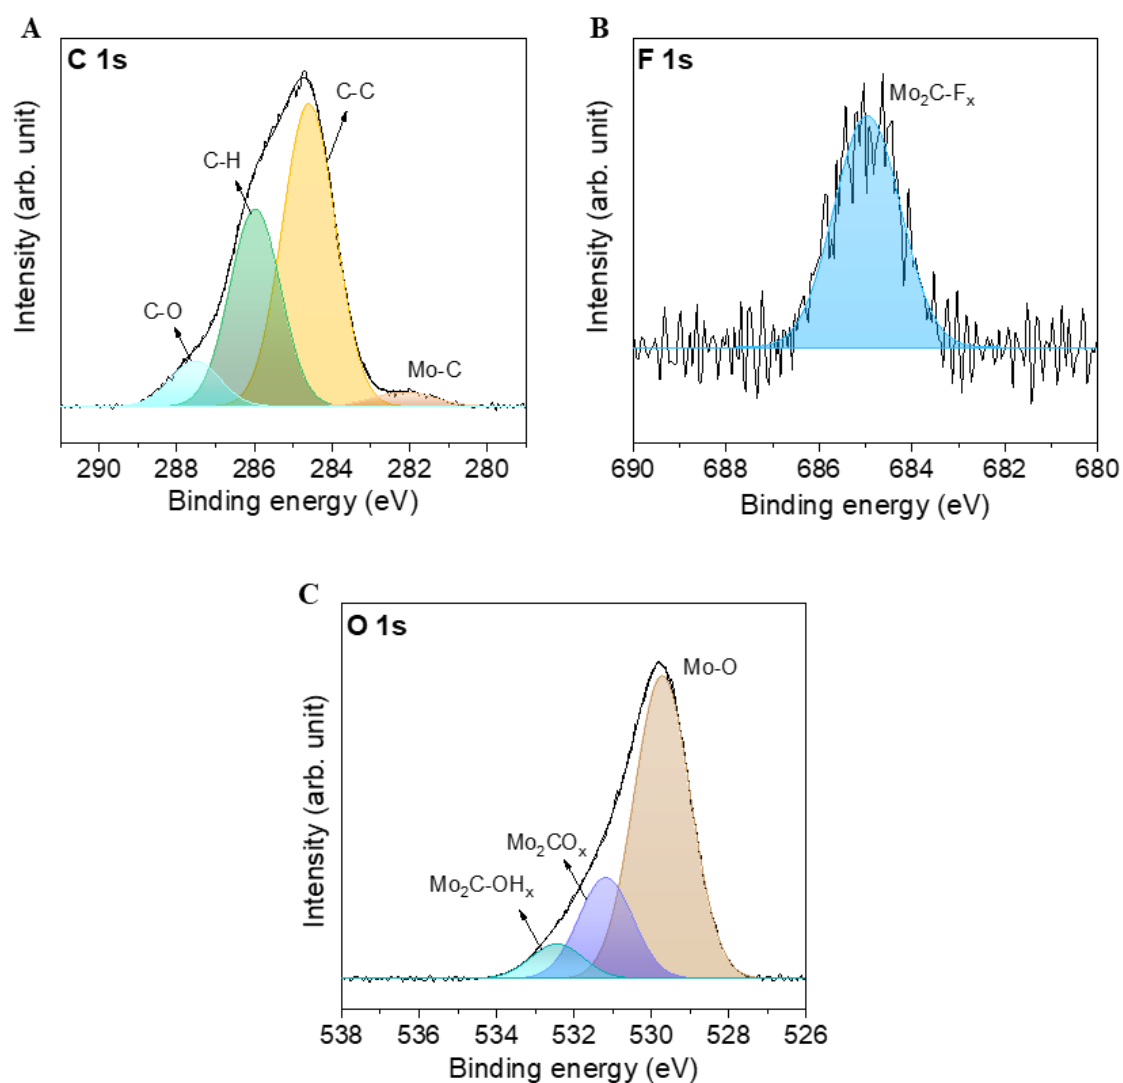 A
C 1s
C-C
C-H
C-O
Mo-C
Intensity (arb. unit)
290 288 286 284 282 280
Binding energy (eV)
B
F 1s
Mo₂C-Fₓ
Intensity (arb. unit)
690 688 686 684 682 680
Binding energy (eV)
C
O 1s
Mo-O
Mo₂COₓ
Mo₂C-OHₓ
Intensity (arb. unit)
538 536 534 532 530 528 526
Binding energy (eV)